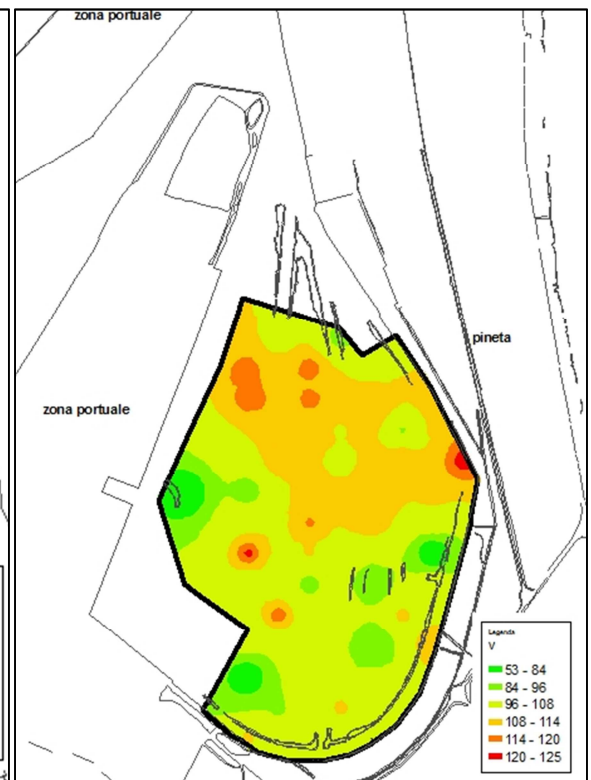 zona portuale
pineta
zona portuale
Legenda
V
53 - 84
84 - 96
96 - 108
108 - 114
114 - 120
120 - 125